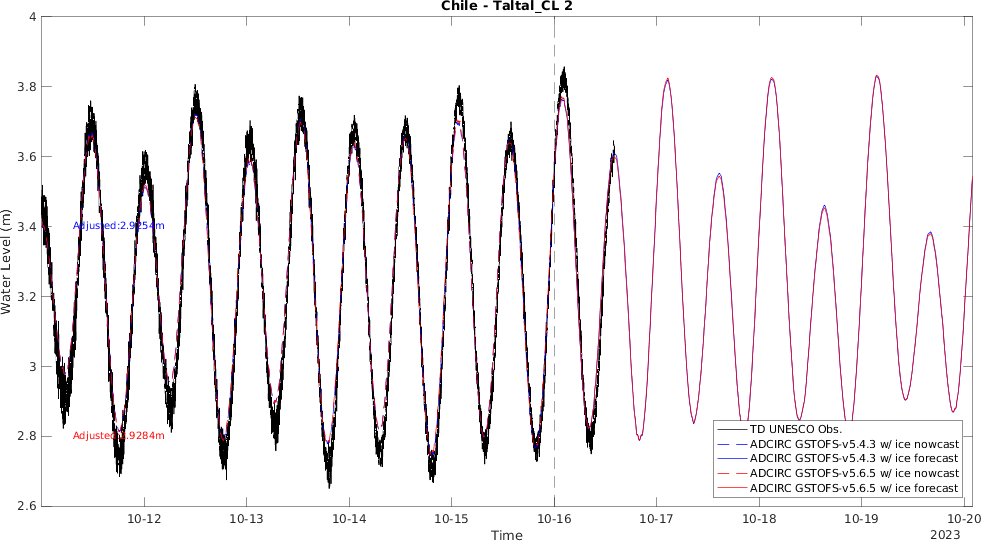 Chile - Taltal_CL 2
Water Level (m)
4
3.8
3.6
3.4
3.2
3
2.8
2.6
Adjusted:2.9254m
Adjusted:2.9284m
TD UNESCO Obs.
ADCIRC GSTOFS-v5.4.3 w/ ice nowcast
ADCIRC GSTOFS-v5.4.3 w/ ice forecast
ADCIRC GSTOFS-v5.6.5 w/ ice nowcast
ADCIRC GSTOFS-v5.6.5 w/ ice forecast
10-12 10-13 10-14 10-15 10-16 10-17 10-18 10-19 10-20
2023
Time